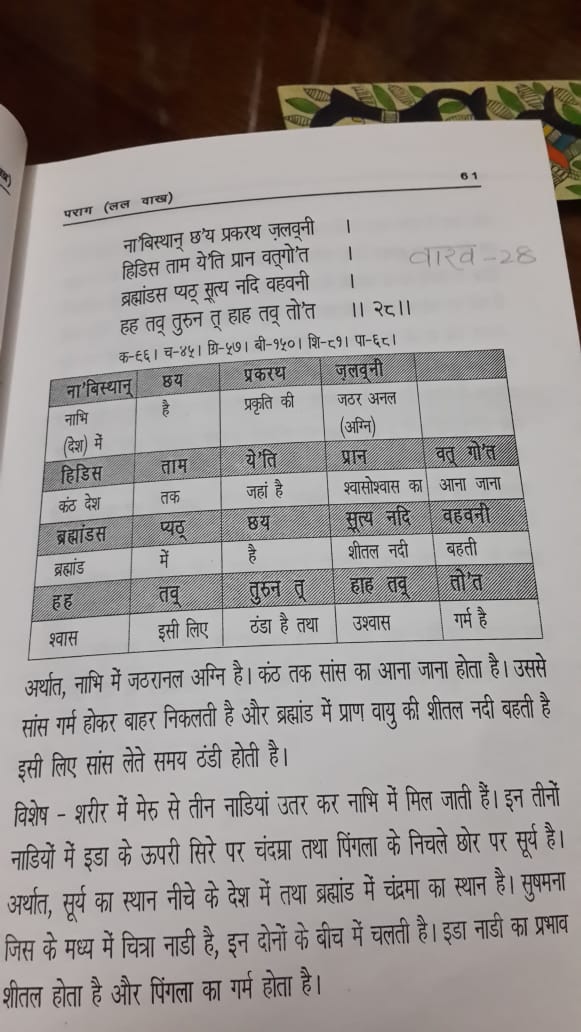 पराग (लल वाख)
61
ना'बिस्थान् छ'य प्रकरथ ज़लवू्नी ।
हिडिस ताम ये'ति प्रान वत्गो'त ।
वाख-28
ब्रह्मांडस प्यठ् सू्त्य नदि वहवनी ।
हह तव् तुरुन त् हाह तव् तो'त ।। २८।।
क-९६। च-४५। ग्रि-५७। बी-१५०। शि-८१। पा-६८।
ना'बिस्थान् छय प्रकरथ ज़लवू्नी
नाभि (देश) में है प्रकृति की जठर अनल (अग्नि)
हिडिस ताम ये'ति प्रान वत् गो'त
कंठ देश तक जहां है श्वासोश्वास का आना जाना
ब्रह्मांडस प्यठ् छय सू्त्य नदि वहवनी
ब्रह्मांड में है शीतल नदी बहती
हह तव् तुरुन त् हाह तव् तो'त
श्वास इसी लिए ठंडा है तथा उश्वास गर्म है
अर्थात, नाभि में जठरानल अग्नि है। कंठ तक सांस का आना जाना होता है। उससे
सांस गर्म होकर बाहर निकलती है और ब्रह्मांड में प्राण वायु की शीतल नदी बहती है
इसी लिए सांस लेते समय ठंडी होती है।
विशेष - शरीर में मेरु से तीन नाडियां उतर कर नाभि में मिल जाती हैं। इन तीनों
नाडियों में इडा के ऊपरी सिरे पर चंदम्रा तथा पिंगला के निचले छोर पर सूर्य है।
अर्थात, सूर्य का स्थान नीचे के देश में तथा ब्रह्मांड में चंद्रमा का स्थान है। सुषमना
जिस के मध्य में चित्रा नाडी है, इन दोनों के बीच में चलती है। इडा नाडी का प्रभाव
शीतल होता है और पिंगला का गर्म होता है।